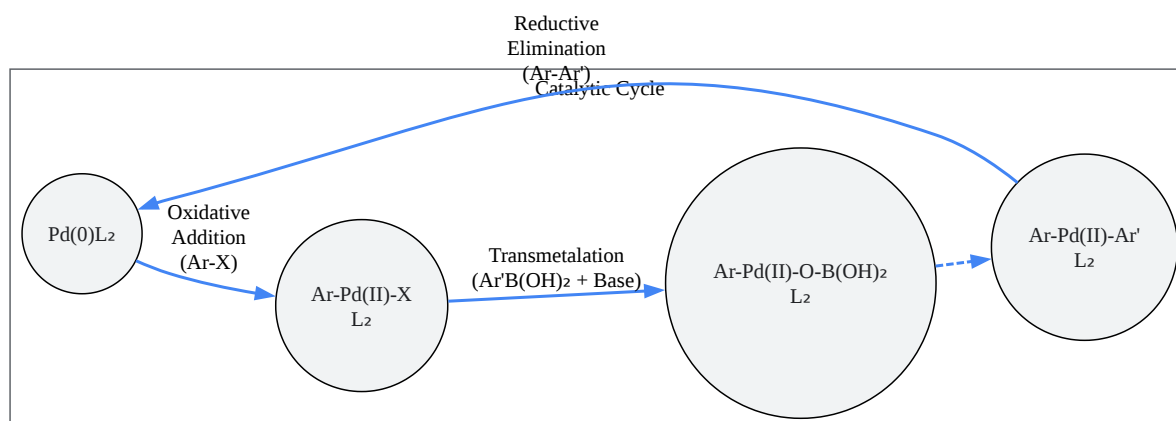 Reductive
Elimination
(Ar-Ar')
Catalytic Cycle
Pd(0)L₂
Oxidative
Addition
(Ar-X)
Ar-Pd(II)-X
L₂
Transmetalation
(Ar'B(OH)₂ + Base)
Ar-Pd(II)-O-B(OH)₂
L₂
Ar-Pd(II)-Ar'
L₂